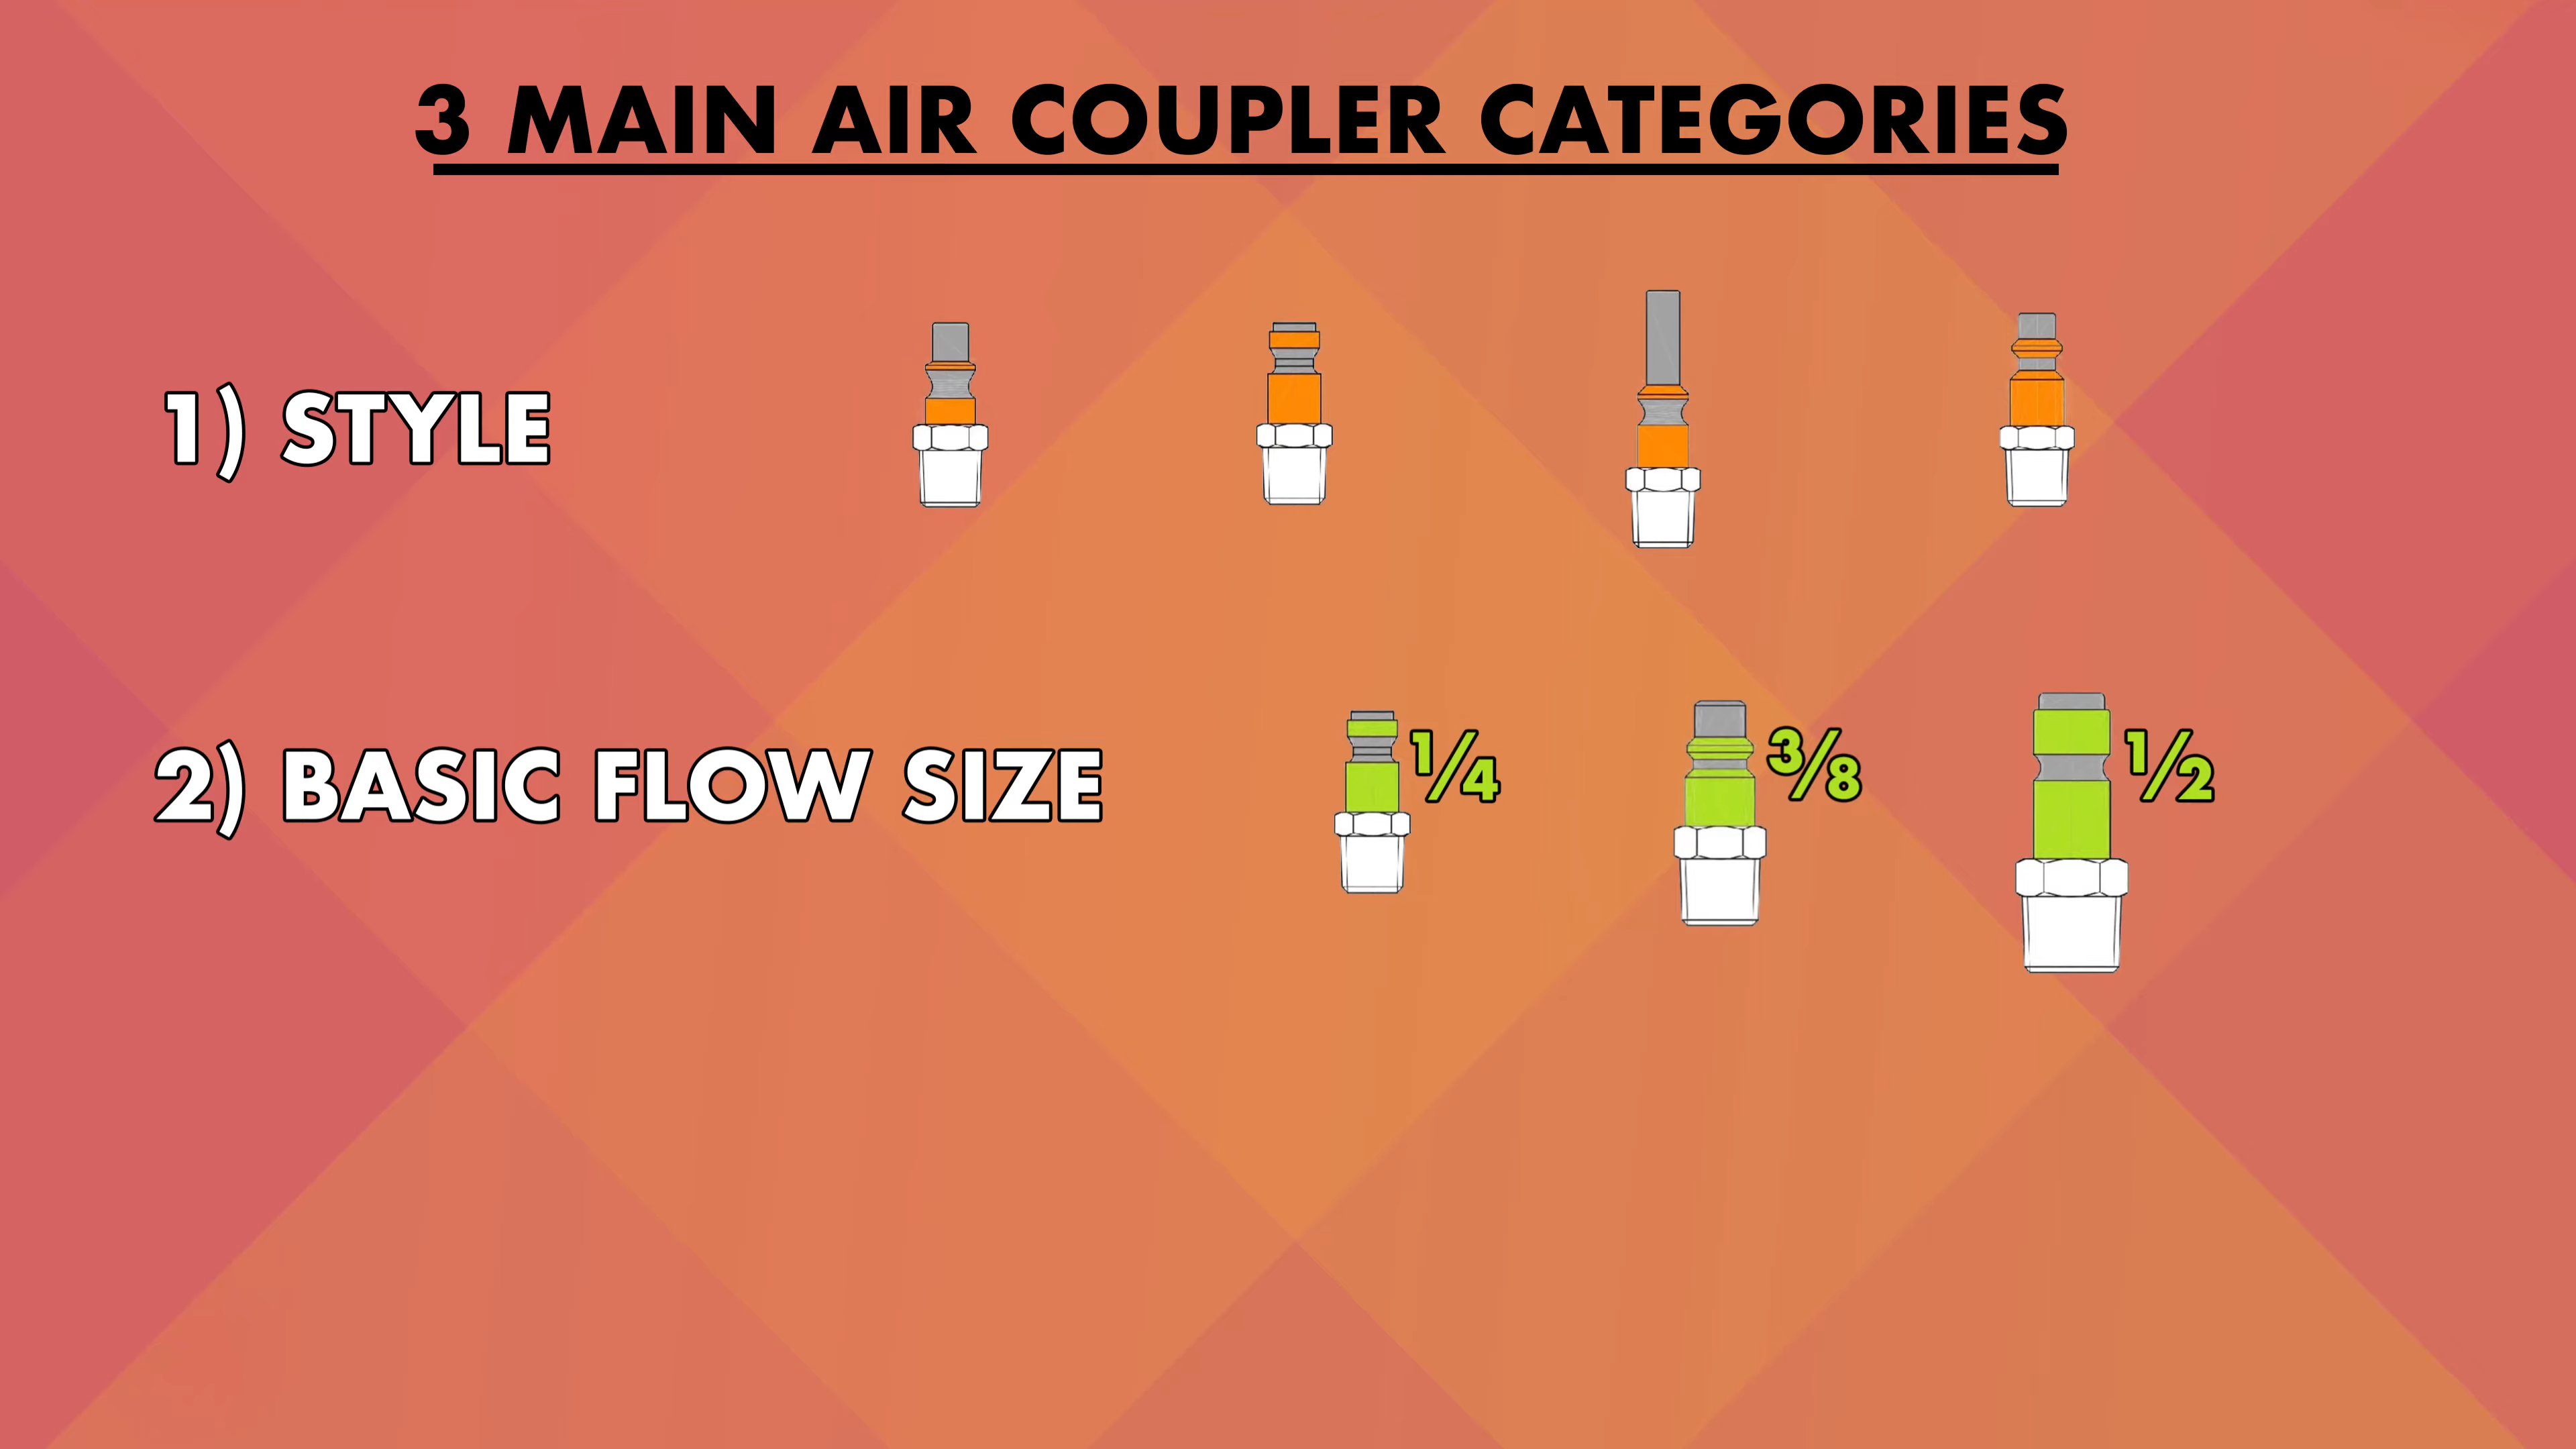 3 MAIN AIR COUPLER CATEGORIES
1) STYLE
2) BASIC FLOW SIZE
1/4
3/8
1/2